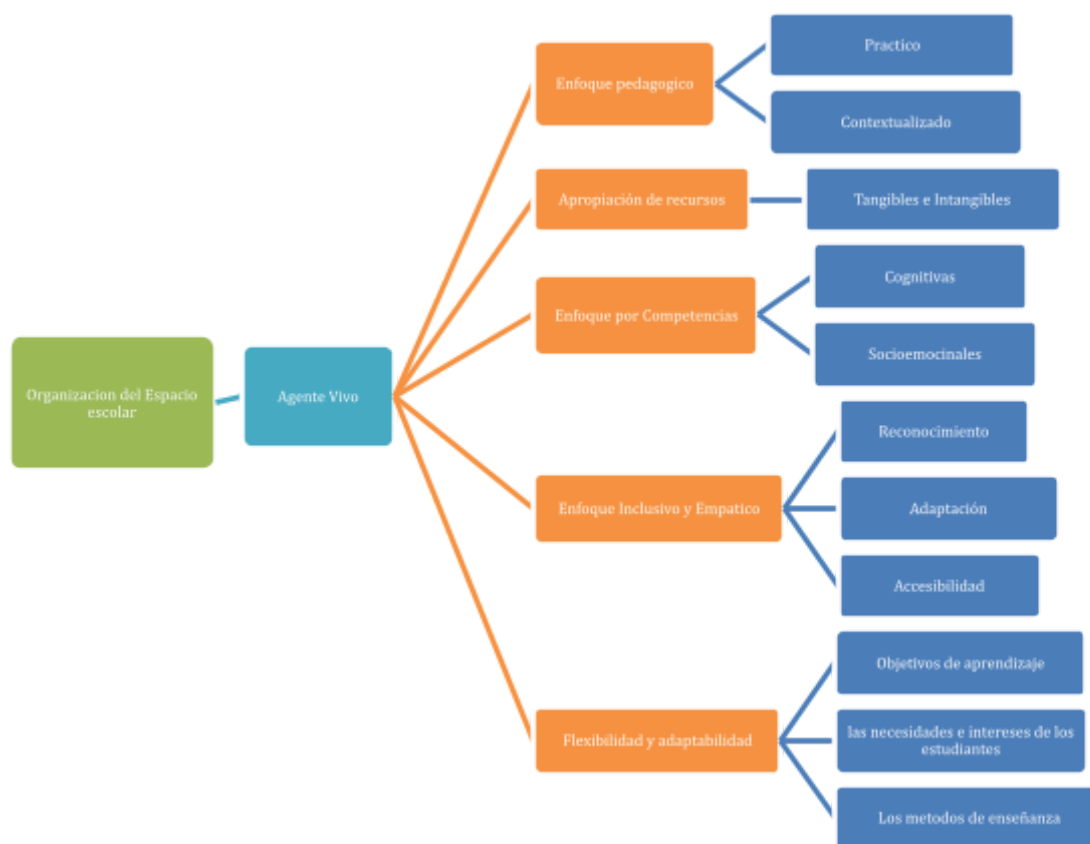 Organizacion del Espacio
escolar
Agente Vivo
Enfoque pedagogico
Practico
Contextualizado
Apropiación de recursos
Tangibles e Intangibles
Enfoque por Competencias
Cognitivas
Socioemocinales
Enfoque Inclusivo y Empatico
Reconocimiento
Adaptación
Accesibilidad
Flexibilidad y adaptabilidad
Objetivos de aprendizaje
las necesidades e intereses de los
estudiantes
Los metodos de enseñanza